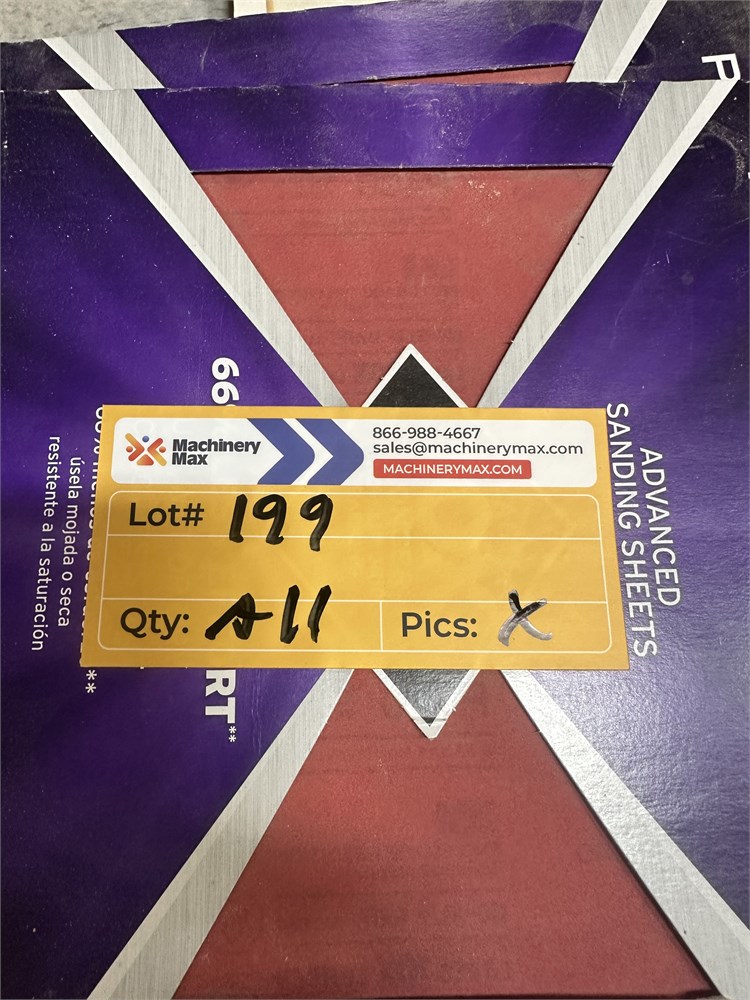 P
ADVANCED
SANDING SHEETS
Machinery
Max
866-988-4667
sales@machinerymax.com
MACHINERYMAX.COM
Lot# 199
Qty: All
Pics: X
úsela mojada o seca
resistente a la saturación